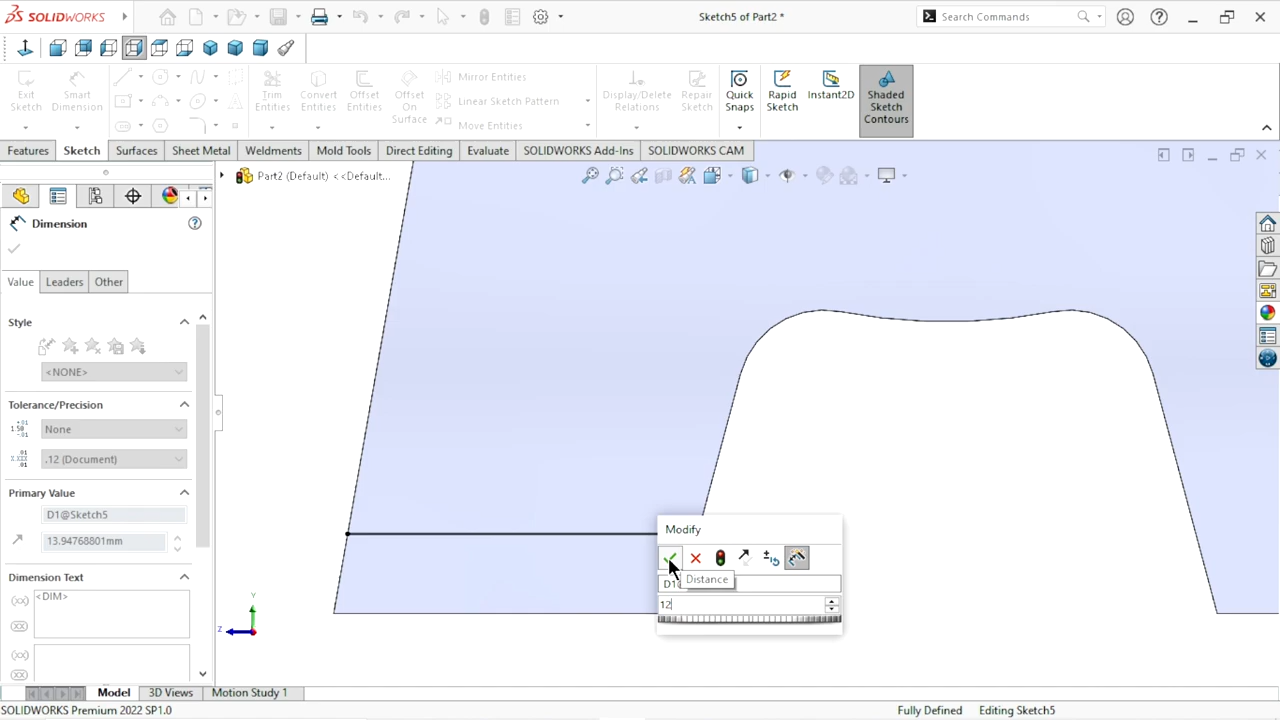 SOLIDWORKS
Sketch5 of Part2 *
Search Commands
Exit Sketch
Smart Dimension
Trim Entities
Convert Entities
Offset Entities
Offset On Surface
Mirror Entities
Linear Sketch Pattern
Move Entities
Display/Delete Relations
Repair Sketch
Quick Snaps
Rapid Sketch
Instant2D
Shaded Sketch Contours
Features
Sketch
Surfaces
Sheet Metal
Weldments
Mold Tools
Direct Editing
Evaluate
SOLIDWORKS Add-Ins
SOLIDWORKS CAM
Part2 (Default) <<Default...
Dimension
Value
Leaders
Other
Style
<NONE>
Tolerance/Precision
None
.12 (Document)
Primary Value
D1@Sketch5
13.94768801mm
Dimension Text
<DIM>
Modify
Distance
12
Y
Z
Model
3D Views
Motion Study 1
SOLIDWORKS Premium 2022 SP1.0
Fully Defined
Editing Sketch5